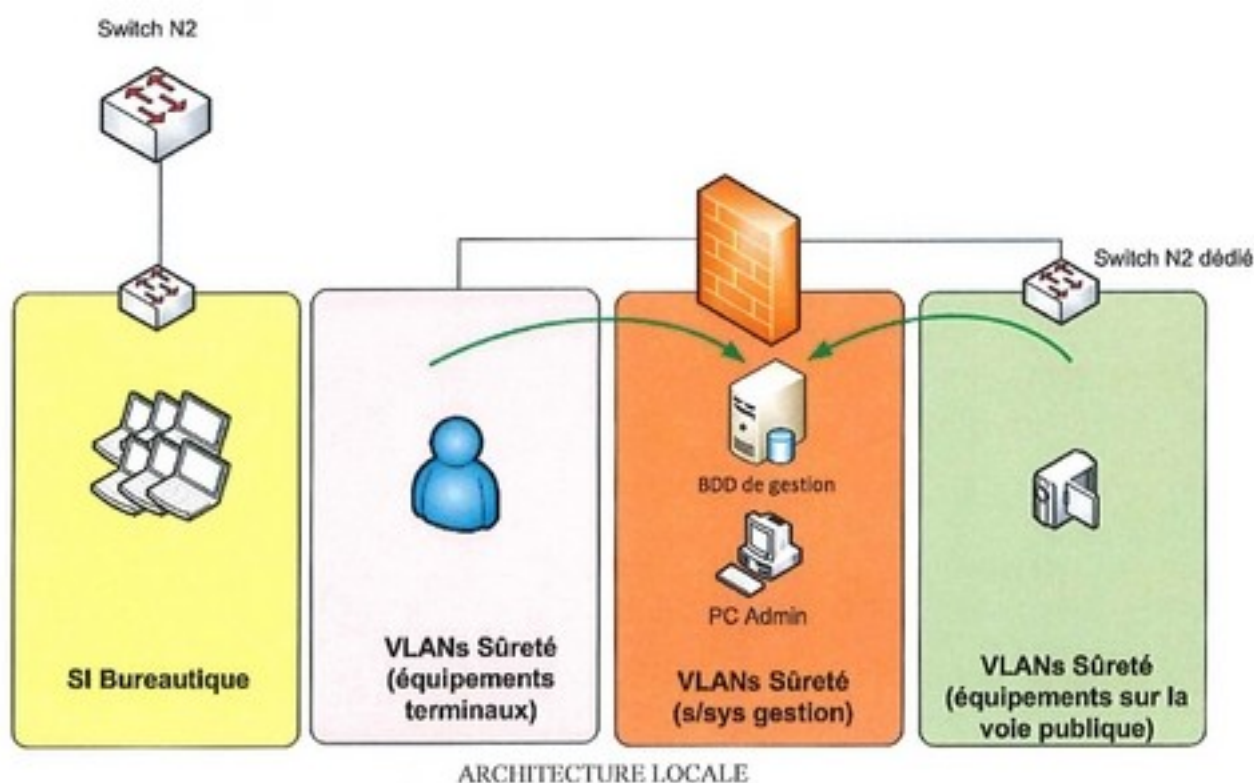 Switch N2
Switch N2 dédié
BDD de gestion
PC Admin
SI Bureautique
VLANs Sûreté
(équipements
terminaux)
VLANs Sûreté
(s/sys gestion)
VLANs Sûreté
(équipements sur la
voie publique)
ARCHITECTURE LOCALE